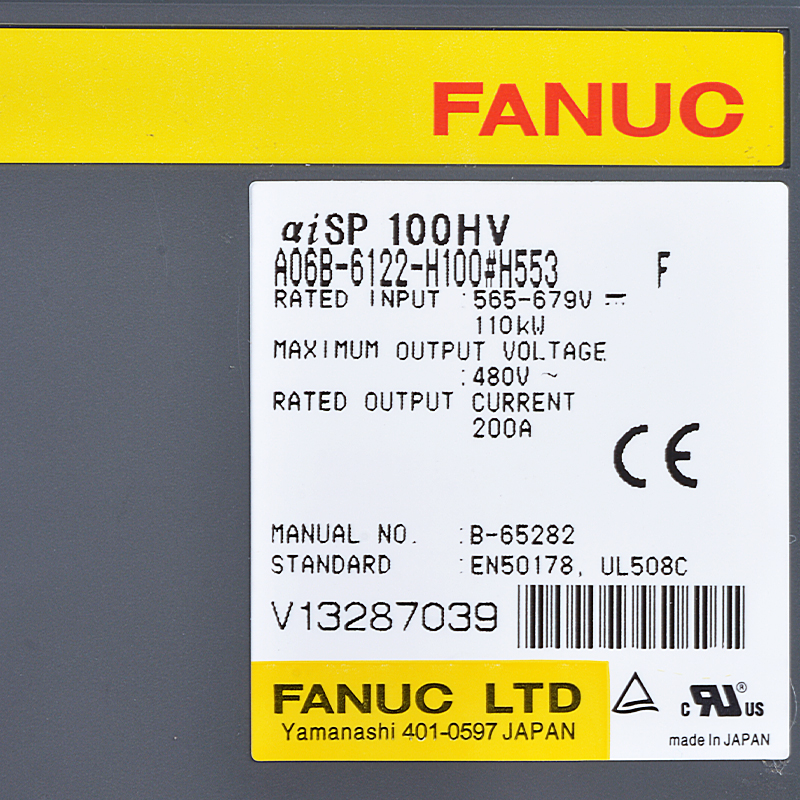 FANUC
αiSP 100HV
A06B-6122-H100#H553 F
RATED INPUT :565-679V ⎓
110kW
MAXIMUM OUTPUT VOLTAGE
:480V ~
RATED OUTPUT CURRENT
200A
CE
MANUAL NO. :B-65282
STANDARD :EN50178, UL508C
V13287039
FANUC LTD
Yamanashi 401-0597 JAPAN
c RU® US
made In JAPAN